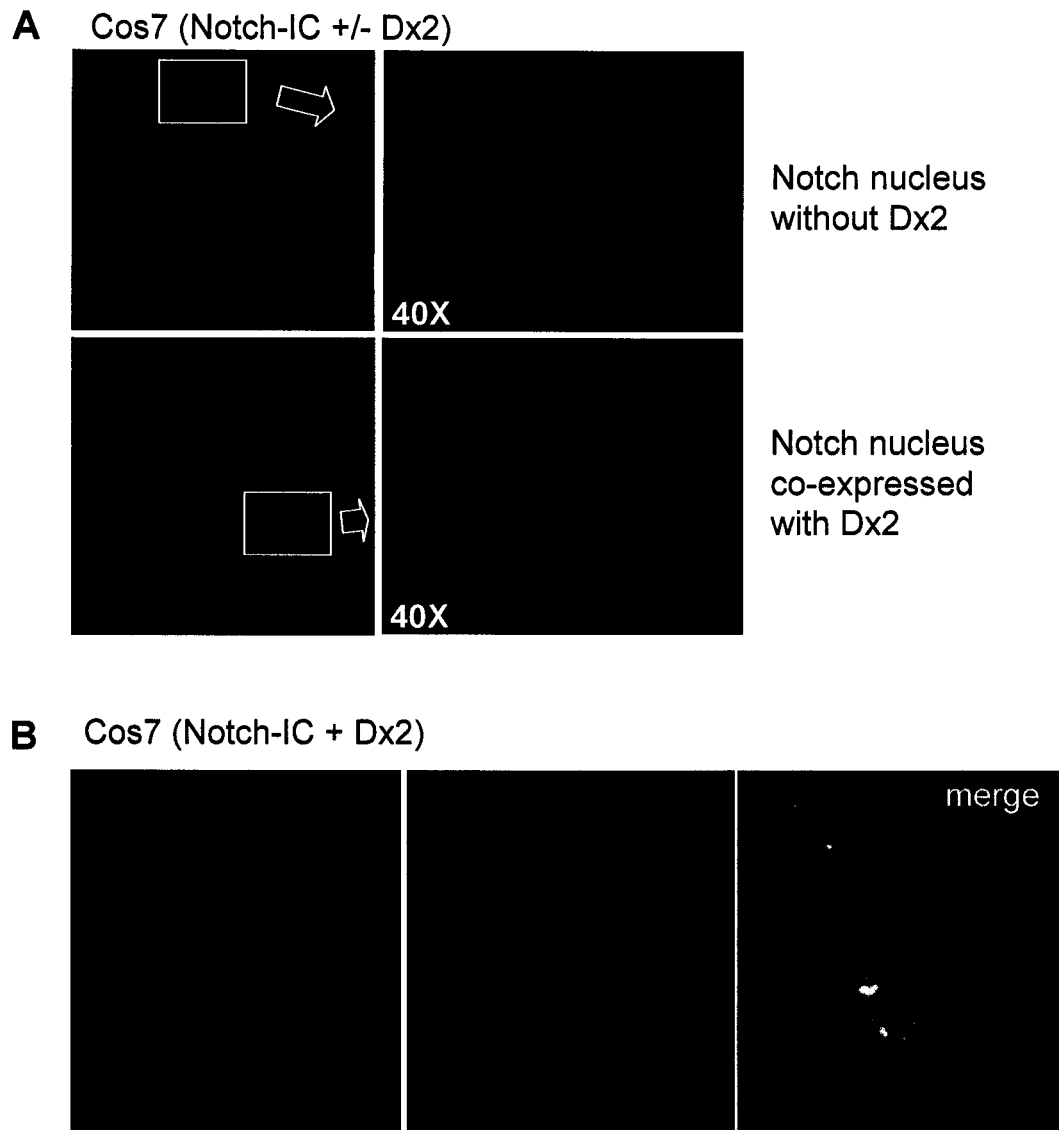 A
Cos7 (Notch-IC +/- Dx2)
40X
Notch nucleus
without Dx2
40X
Notch nucleus
co-expressed
with Dx2
B
Cos7 (Notch-IC + Dx2)
merge